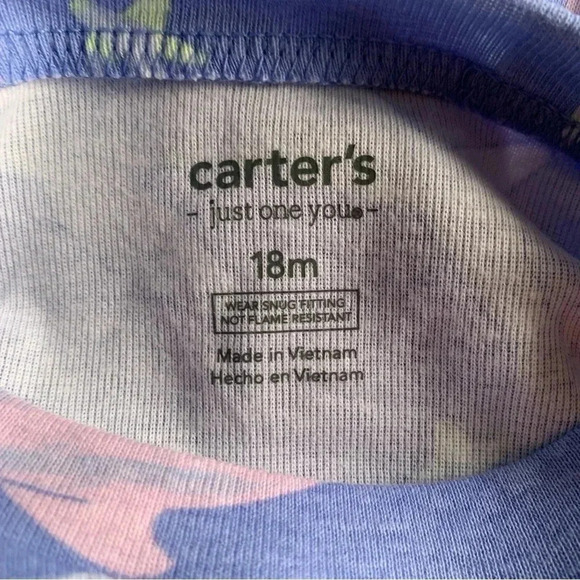 carter's
- just one you® -
18m
WEAR SNUG FITTING
NOT FLAME RESISTANT
Made in Vietnam
Hecho en Vietnam